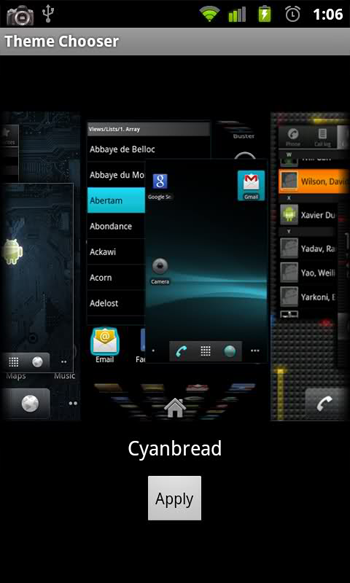 1:06
Theme Chooser
Views/Lists/1. Array
Abbaye de Belloc
Abbaye du Mo
Abertam
Abondance
Ackawi
Acorn
Adelost
Google Se
Gmail
Camera
Email
Fac
Maps
Music
Phone
Call log
W
Wilson, David
X
Xavier Du
Y
Yadav, Ra
Yao, Weili
Yarkoni, E
Cyanbread
Apply